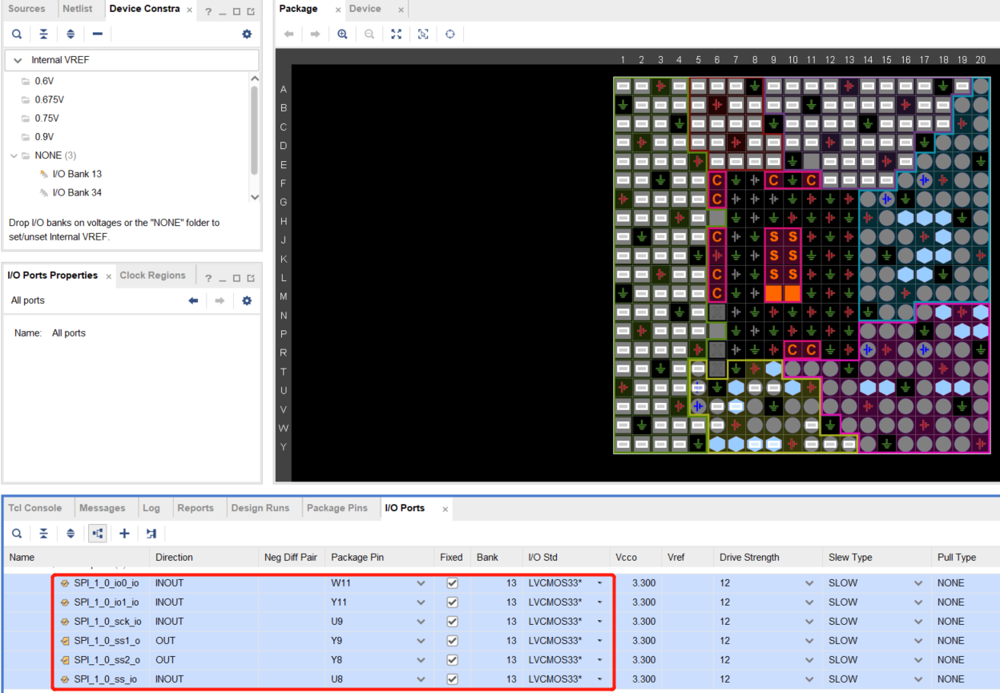 Sources Netlist Device Constra × ? Package × Device ×
Internal VREF
0.6V
0.675V
0.75V
0.9V
NONE (3)
I/O Bank 13
I/O Bank 34
Drop I/O banks on voltages or the "NONE" folder to
set/unset Internal VREF.
I/O Ports Properties × Clock Regions ?
All ports
Name: All ports
1 2 3 4 5 6 7 8 9 10 11 12 13 14 15 16 17 18 19 20
A
B
C
D
E
F C C C
G C
H
J C S S
K S S
L C S S
M C
N
P
R C C
T
U
V
W
Y
Tcl Console Messages Log Reports Design Runs Package Pins I/O Ports ×
Name Direction Neg Diff Pair Package Pin Fixed Bank I/O Std Vcco Vref Drive Strength Slew Type Pull Type
SPI_1_0_io0_io INOUT W11 13 LVCMOS33* 3.300 12 SLOW NONE
SPI_1_0_io1_io INOUT Y11 13 LVCMOS33* 3.300 12 SLOW NONE
SPI_1_0_sck_io INOUT U9 13 LVCMOS33* 3.300 12 SLOW NONE
SPI_1_0_ss1_o OUT Y9 13 LVCMOS33* 3.300 12 SLOW NONE
SPI_1_0_ss2_o OUT Y8 13 LVCMOS33* 3.300 12 SLOW NONE
SPI_1_0_ss_io INOUT U8 13 LVCMOS33* 3.300 12 SLOW NONE